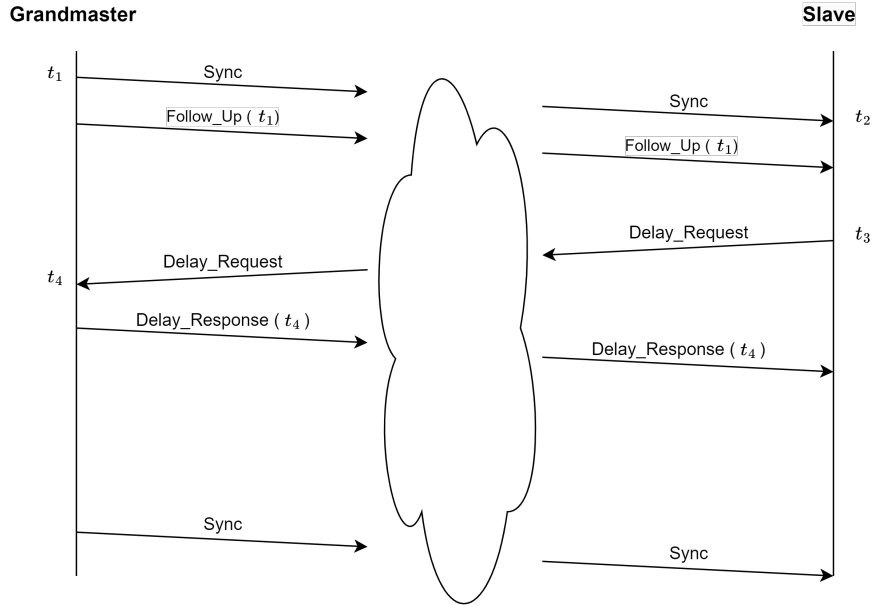 Grandmaster
Slave
t₁
Sync
Sync
Follow_Up ( t₁)
t₂
Follow_Up ( t₁)
Delay_Request
t₃
Delay_Request
t₄
Delay_Response ( t₄ )
Delay_Response ( t₄ )
Sync
Sync